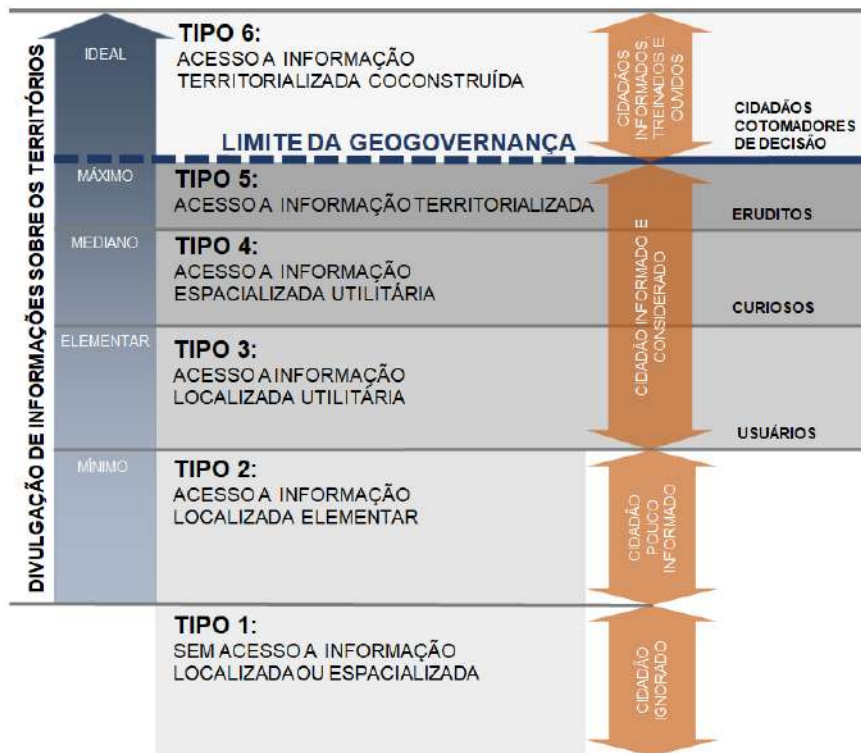 DIVULGAÇÃO DE INFORMAÇÕES SOBRE OS TERRITÓRIOS
IDEAL
TIPO 6:
ACESSO A INFORMAÇÃO
TERRITORIALIZADA COCONSTRUÍDA
CIDADÃOS
INFORMADOS,
TREINADOS E
OUVIDOS
CIDADÃOS
COTOMADORES
DE DECISÃO
LIMITE DA GEOGOVERNANÇA
MÁXIMO
TIPO 5:
ACESSO A INFORMAÇÃO TERRITORIALIZADA
ERUDITOS
CIDADÃO INFORMADO E
CONSIDERADO
MEDIANO
TIPO 4:
ACESSO A INFORMAÇÃO
ESPACIALIZADA UTILITÁRIA
CURIOSOS
ELEMENTAR
TIPO 3:
ACESSO A INFORMAÇÃO
LOCALIZADA UTILITÁRIA
USUÁRIOS
MÍNIMO
TIPO 2:
ACESSO A INFORMAÇÃO
LOCALIZADA ELEMENTAR
CIDADÃO
POUCO
INFORMADO
TIPO 1:
SEM ACESSO A INFORMAÇÃO
LOCALIZADA OU ESPACIALIZADA
CIDADÃO
IGNORADO